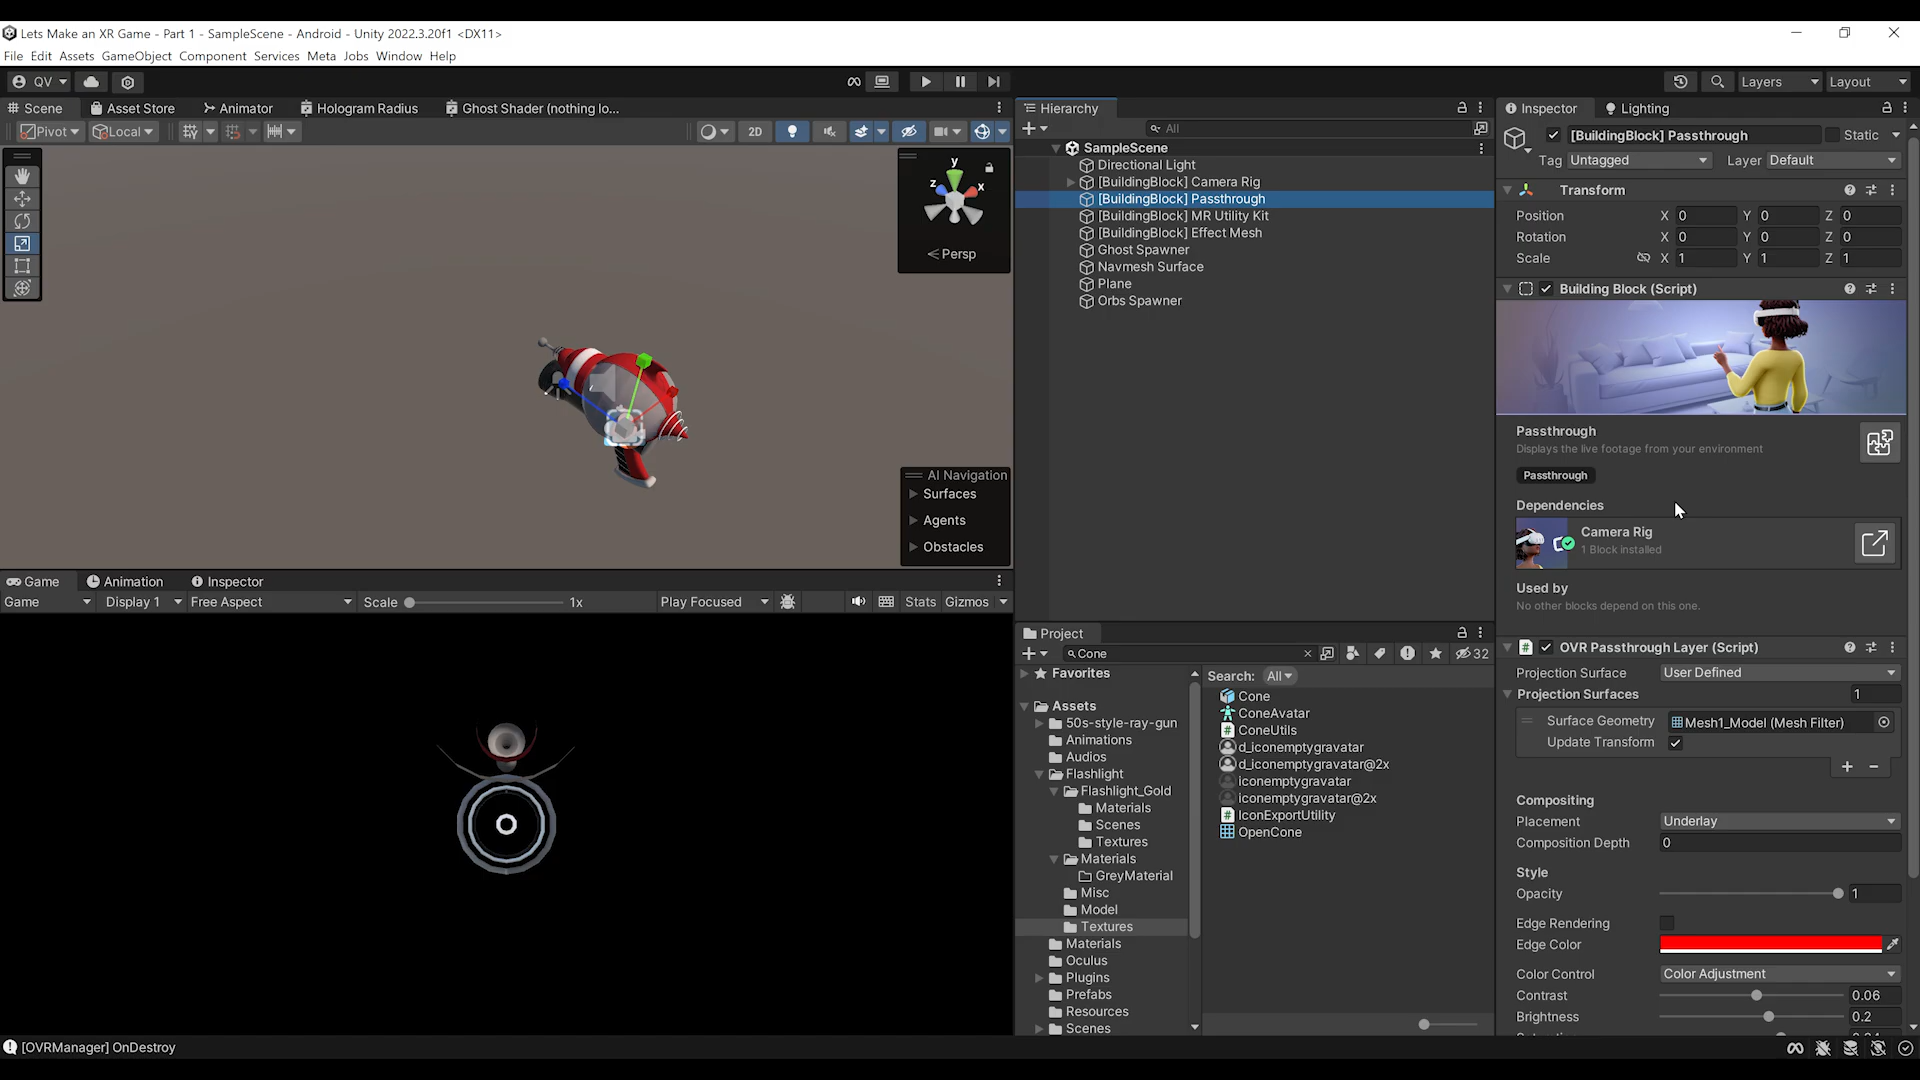 Lets Make an XR Game - Part 1 - SampleScene - Android - Unity 2022.3.20f1 <DX11>
File Edit Assets GameObject Component Services Meta Jobs Window Help
QV
Layers Layout
Scene Asset Store Animator Hologram Radius Ghost Shader (nothing lo...
Pivot Local 2D
y
z x
Persp
AI Navigation
Surfaces
Agents
Obstacles
Game Animation Inspector
Game Display 1 Free Aspect Scale 1x Play Focused Stats Gizmos
Hierarchy
All
SampleScene
Directional Light
[BuildingBlock] Camera Rig
[BuildingBlock] Passthrough
[BuildingBlock] MR Utility Kit
[BuildingBlock] Effect Mesh
Ghost Spawner
Navmesh Surface
Plane
Orbs Spawner
Project
Cone 32
Favorites
Assets
50s-style-ray-gun
Animations
Audios
Flashlight
Flashlight_Gold
Materials
Scenes
Textures
Materials
GreyMaterial
Misc
Model
Textures
Materials
Oculus
Plugins
Prefabs
Resources
Scenes
Search: All
Cone
ConeAvatar
ConeUtils
d_iconemptygravatar
d_iconemptygravatar@2x
iconemptygravatar
iconemptygravatar@2x
IconExportUtility
OpenCone
Inspector Lighting
[BuildingBlock] Passthrough Static
Tag Untagged Layer Default
Transform
Position X 0 Y 0 Z 0
Rotation X 0 Y 0 Z 0
Scale X 1 Y 1 Z 1
Building Block (Script)
Passthrough
Displays the live footage from your environment
Passthrough
Dependencies
Camera Rig
1 Block installed
Used by
No other blocks depend on this one.
OVR Passthrough Layer (Script)
Projection Surface User Defined
Projection Surfaces 1
Surface Geometry Mesh1_Model (Mesh Filter)
Update Transform
Compositing
Placement Underlay
Composition Depth 0
Style
Opacity 1
Edge Rendering
Edge Color
Color Control Color Adjustment
Contrast 0.06
Brightness 0.2
[OVRManager] OnDestroy